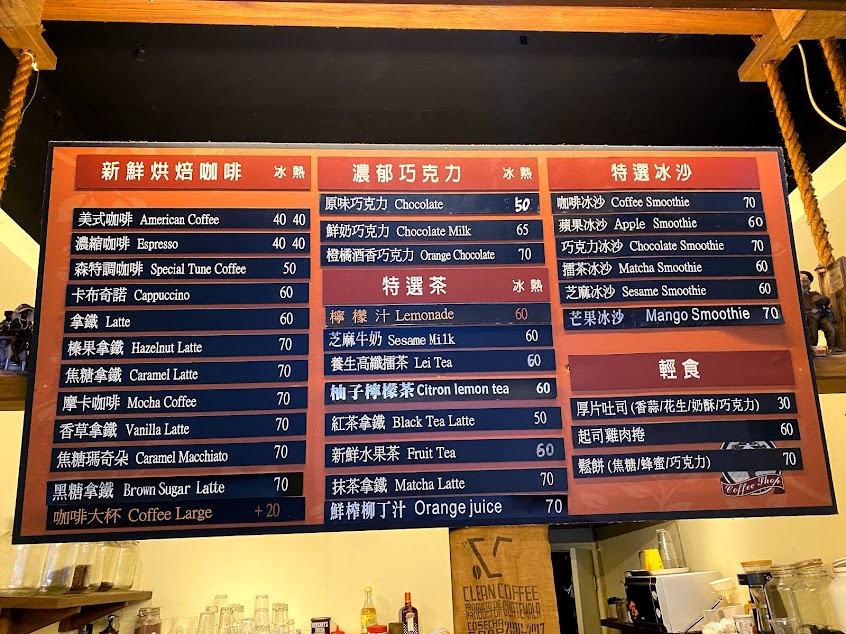 新鮮烘焙咖啡 冰 熱
美式咖啡 American Coffee 40 40
濃縮咖啡 Espresso 40 40
森特調咖啡 Special Tune Coffee 50
卡布奇諾 Cappuccino 60
拿鐵 Latte 60
榛果拿鐵 Hazelnut Latte 70
焦糖拿鐵 Caramel Latte 70
摩卡咖啡 Mocha Coffee 70
香草拿鐵 Vanilla Latte 70
焦糖瑪奇朵 Caramel Macchiato 70
黑糖拿鐵 Brown Sugar Latte 70
咖啡大杯 Coffee Large +20
濃郁巧克力 冰 熱
原味巧克力 Chocolate 50
鮮奶巧克力 Chocolate Milk 65
橙橘酒香巧克力 Orange Chocolate 70
特選茶 冰 熱
檸檬汁 Lemonade 60
芝麻牛奶 Sesame Milk 60
養生高纖擂茶 Lei Tea 60
柚子檸檬茶 Citron lemon tea 60
紅茶拿鐵 Black Tea Latte 50
新鮮水果茶 Fruit Tea 60
抹茶拿鐵 Matcha Latte 70
鮮榨柳丁汁 Orange juice 70
特選冰沙
咖啡冰沙 Coffee Smoothie 70
蘋果冰沙 Apple Smoothie 60
巧克力冰沙 Chocolate Smoothie 70
擂茶冰沙 Matcha Smoothie 60
芝麻冰沙 Sesame Smoothie 60
芒果冰沙 Mango Smoothie 70
輕食
厚片吐司 (香蒜/花生/奶酥/巧克力) 30
起司雞肉捲 60
鬆餅 (焦糖/蜂蜜/巧克力) 70
Coffee Shop
CLEAN COFFEE